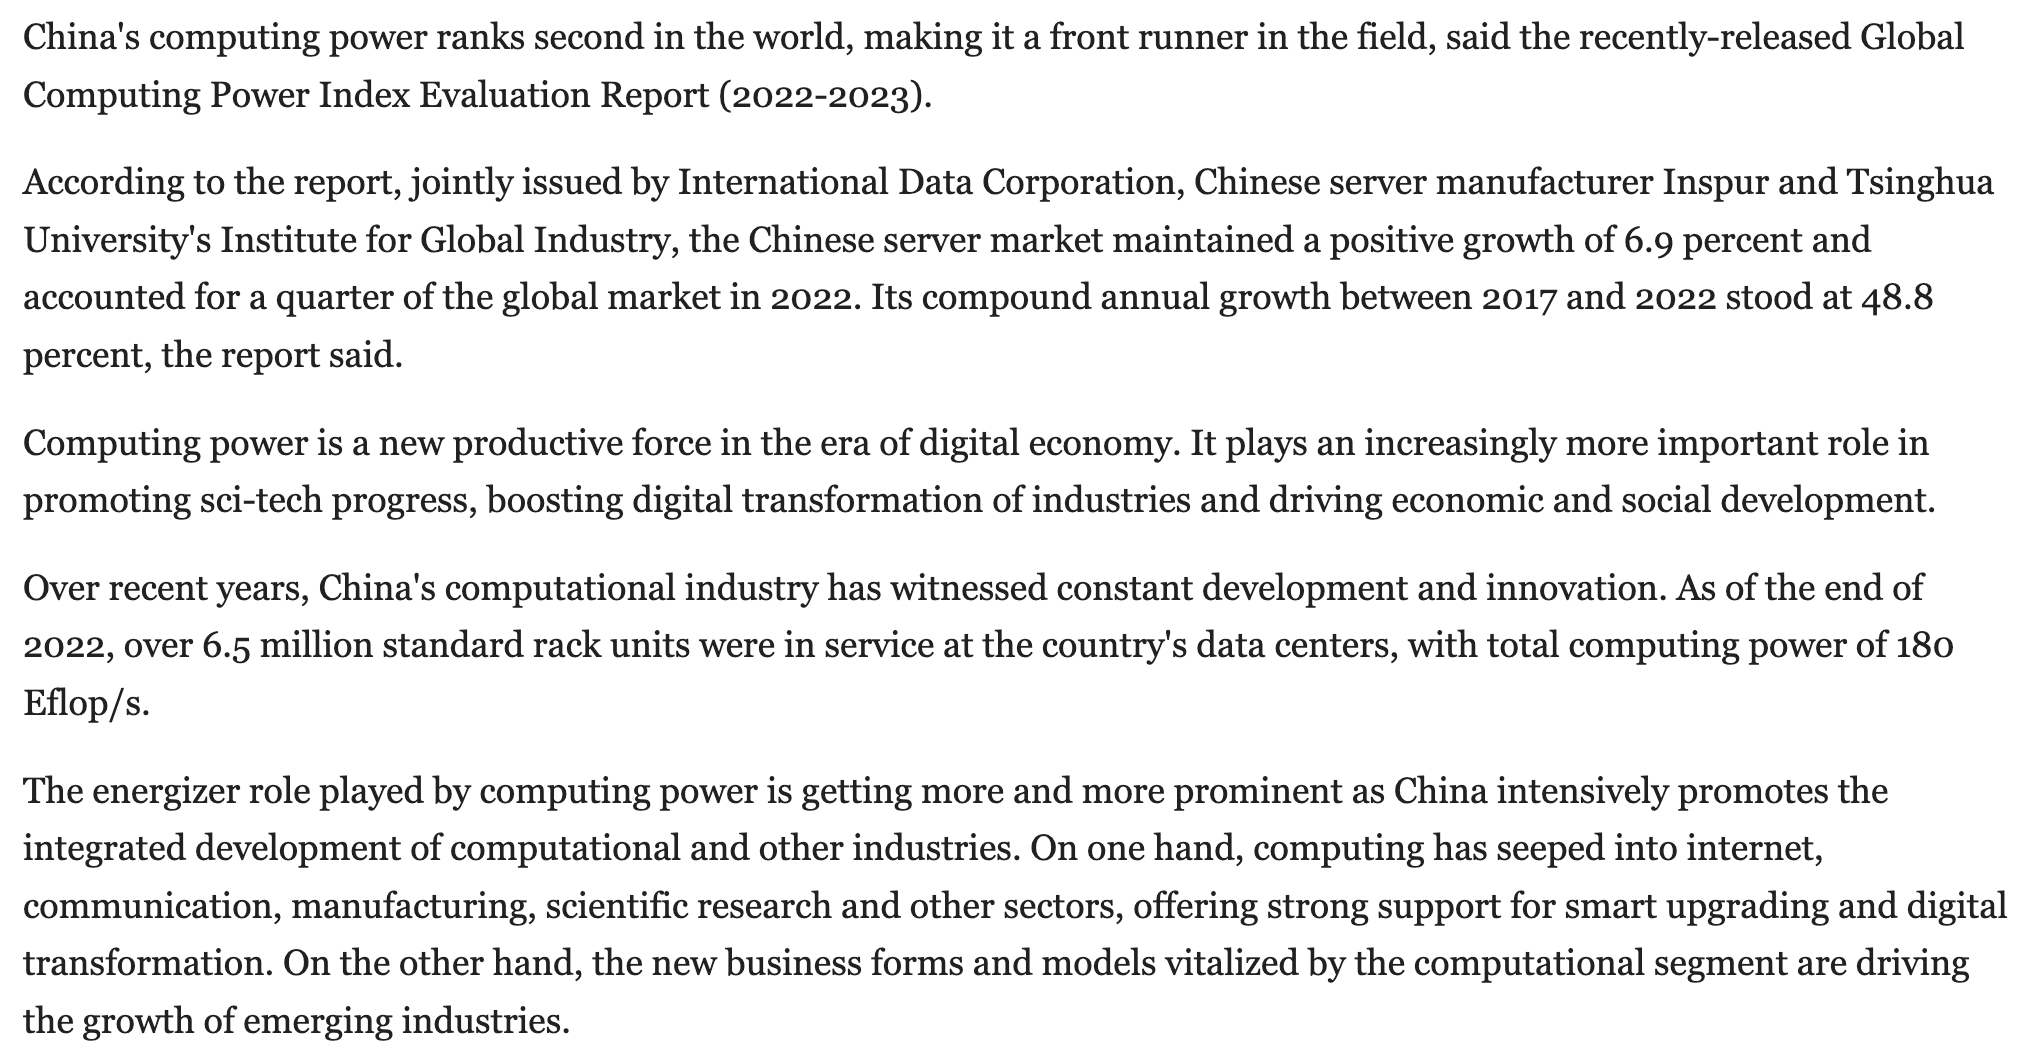 China's computing power ranks second in the world, making it a front runner in the field, said the recently-released Global
Computing Power Index Evaluation Report (2022-2023).
According to the report, jointly issued by International Data Corporation, Chinese server manufacturer Inspur and Tsinghua
University's Institute for Global Industry, the Chinese server market maintained a positive growth of 6.9 percent and
accounted for a quarter of the global market in 2022. Its compound annual growth between 2017 and 2022 stood at 48.8
percent, the report said.
Computing power is a new productive force in the era of digital economy. It plays an increasingly more important role in
promoting sci-tech progress, boosting digital transformation of industries and driving economic and social development.
Over recent years, China's computational industry has witnessed constant development and innovation. As of the end of
2022, over 6.5 million standard rack units were in service at the country's data centers, with total computing power of 180
Eflop/s.
The energizer role played by computing power is getting more and more prominent as China intensively promotes the
integrated development of computational and other industries. On one hand, computing has seeped into internet,
communication, manufacturing, scientific research and other sectors, offering strong support for smart upgrading and digital
transformation. On the other hand, the new business forms and models vitalized by the computational segment are driving
the growth of emerging industries.